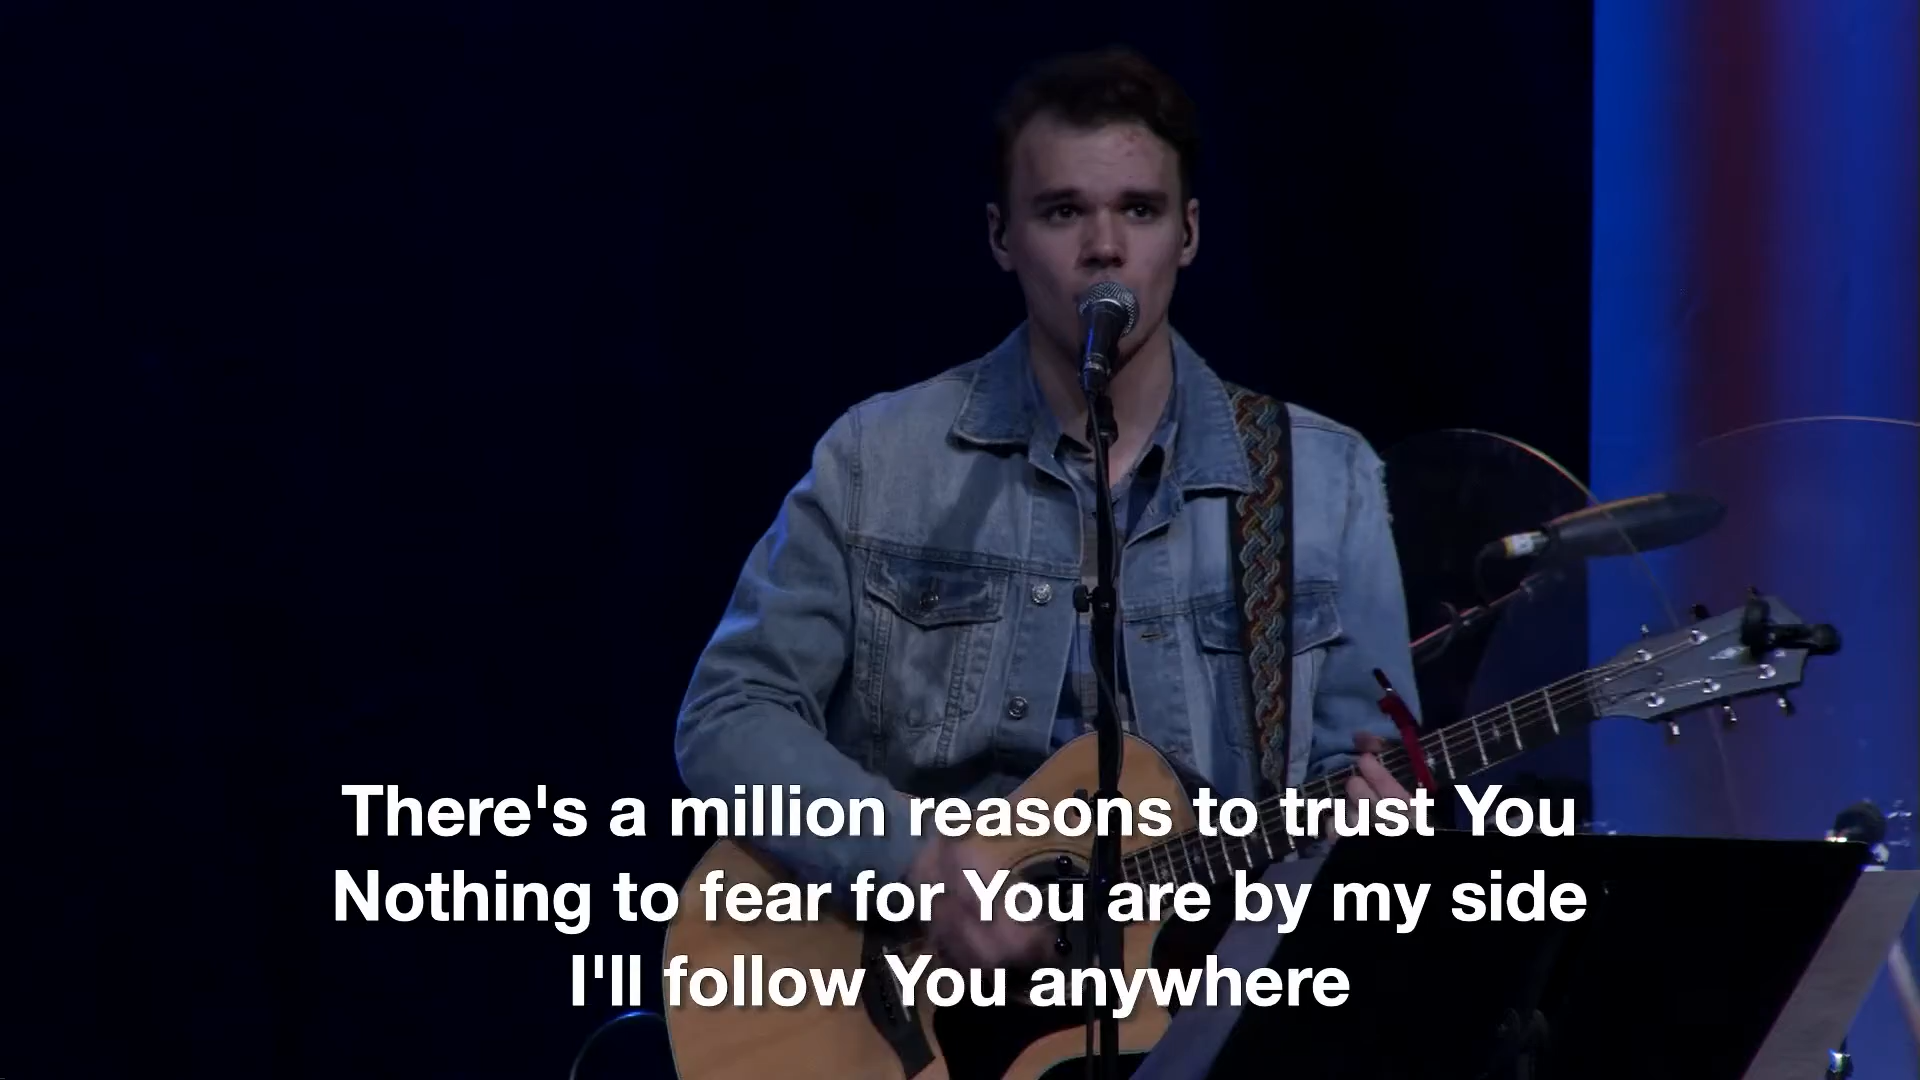 There's a million reasons to trust You
Nothing to fear for You are by my side
I'll follow You anywhere